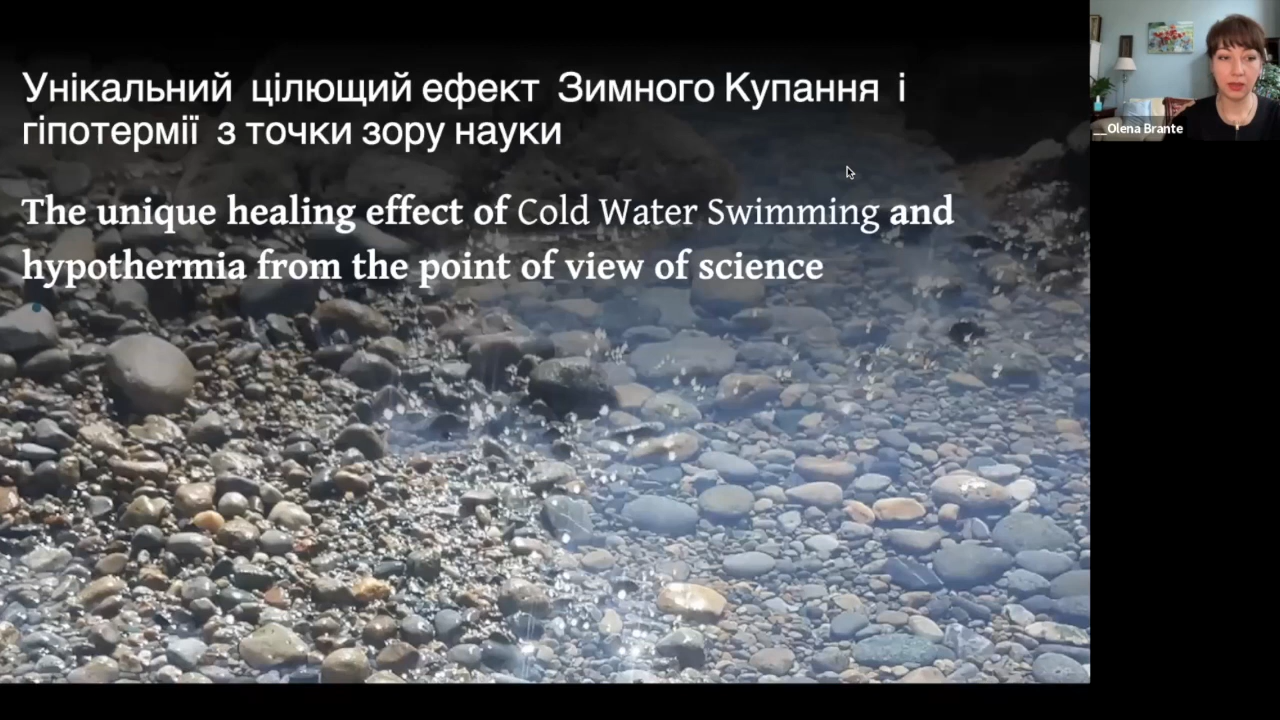 Унікальний цілющий ефект Зимного Купання і
гіпотермії з точки зору науки
The unique healing effect of Cold Water Swimming and
hypothermia from the point of view of science
__Olena Brante